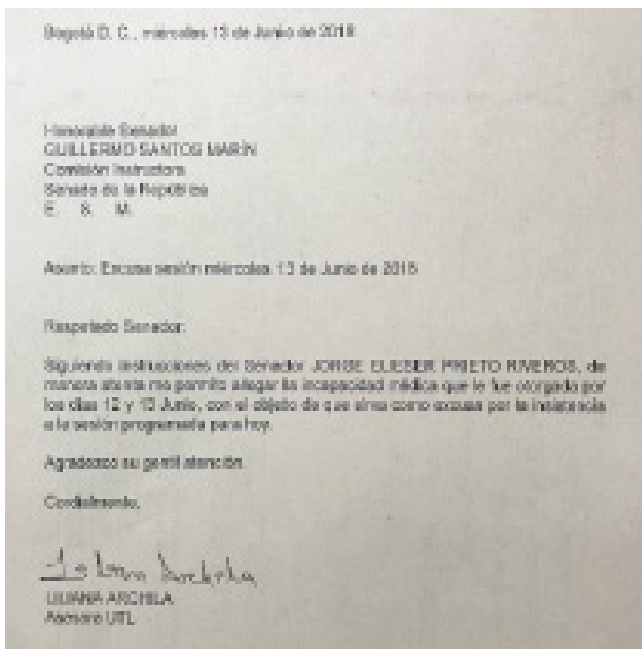 Bogotá D. C., miércoles 13 de Junio de 2018
Honorable Senador
GUILLERMO SANTOS MARÍN
Comisión Instructora
Senado de la República
E. S. M.
Asunto: Excusa sesión miércoles 13 de Junio de 2018
Respetado Senador:
Siguiendo instrucciones del Senador JORGE ELIESER PRIETO RIVEROS, de
manera atenta me permito allegar la incapacidad médica que le fue otorgada por
los días 12 y 13 Junio, con el objeto de que sirva como excusa por la inasistencia
a la sesión programada para hoy.
Agradezco su gentil atención
Cordialmente,
LILIANA ARCHILA
Asesora UTL